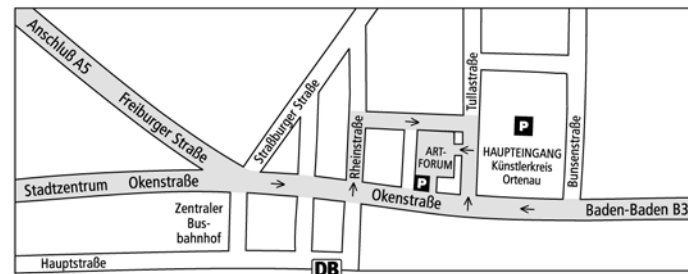 Anschluß A5
Freiburger Straße
Straßburger Straße
Rheinstraße
Tullastraße
Bunsenstraße
P
ART-
FORUM
P
HAUPTEINGANG
Künstlerkreis
Ortenau
Stadtzentrum Okenstraße
Okenstraße
Baden-Baden B3
Zentraler
Bus-
bahnhof
Hauptstraße
DB